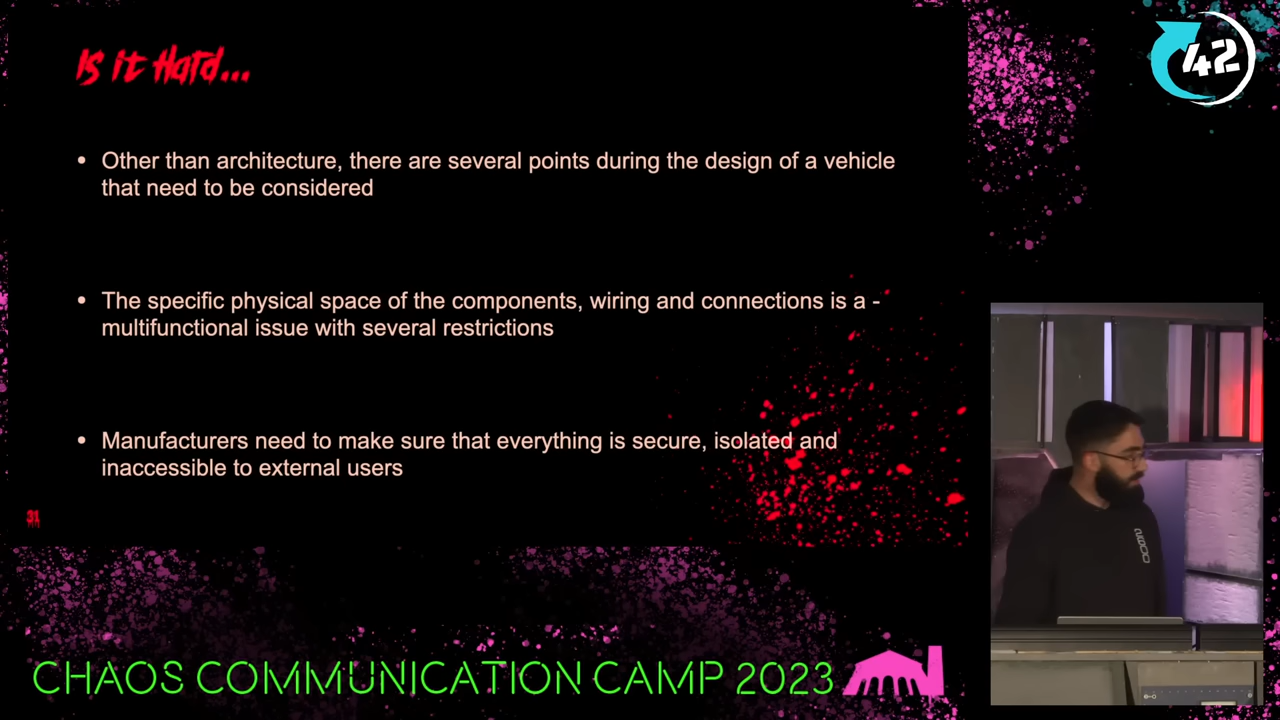 Is it Hard...
42
• Other than architecture, there are several points during the design of a vehicle
that need to be considered
• The specific physical space of the components, wiring and connections is a -
multifunctional issue with several restrictions
• Manufacturers need to make sure that everything is secure, isolated and
inaccessible to external users
31
2600
CHAOS COMMUNICATION CAMP 2023